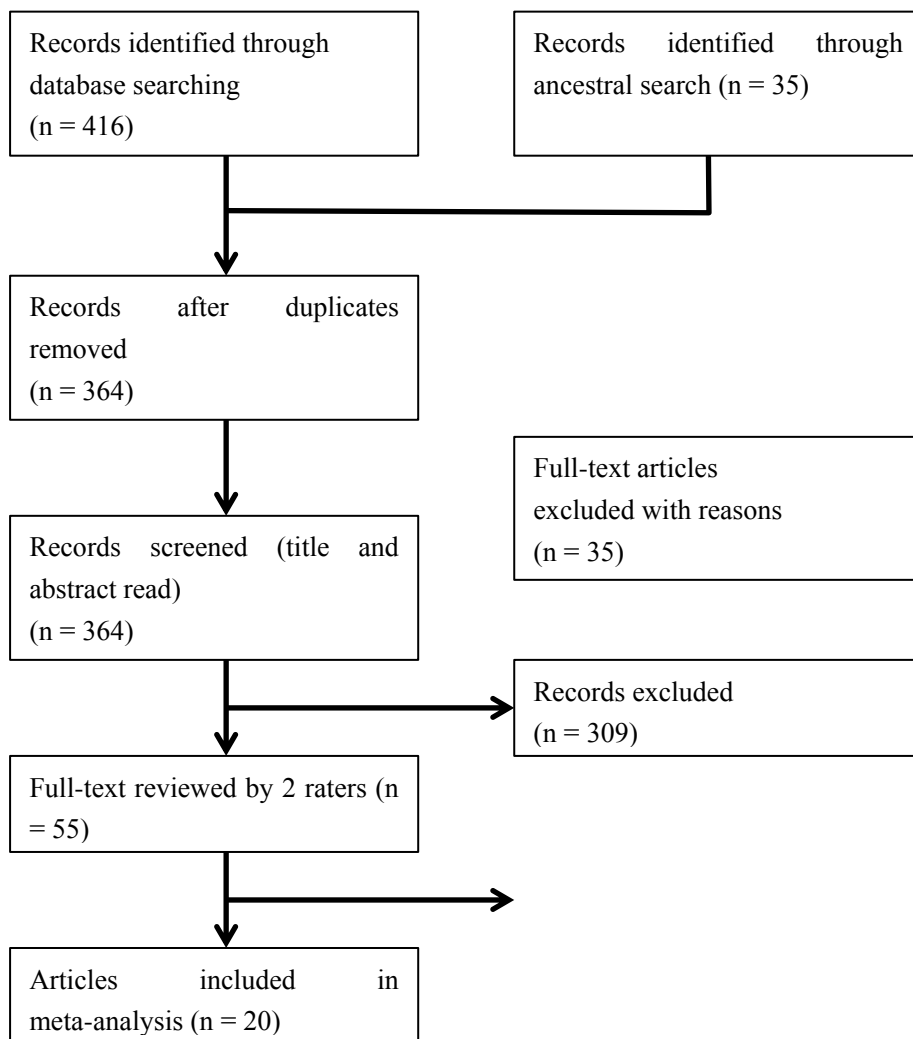 Records identified through
database searching
(n = 416)
Records identified through
ancestral search (n = 35)
Records after duplicates
removed
(n = 364)
Full-text articles
excluded with reasons
(n = 35)
Records screened (title and
abstract read)
(n = 364)
Records excluded
(n = 309)
Full-text reviewed by 2 raters (n
= 55)
Articles included in
meta-analysis (n = 20)